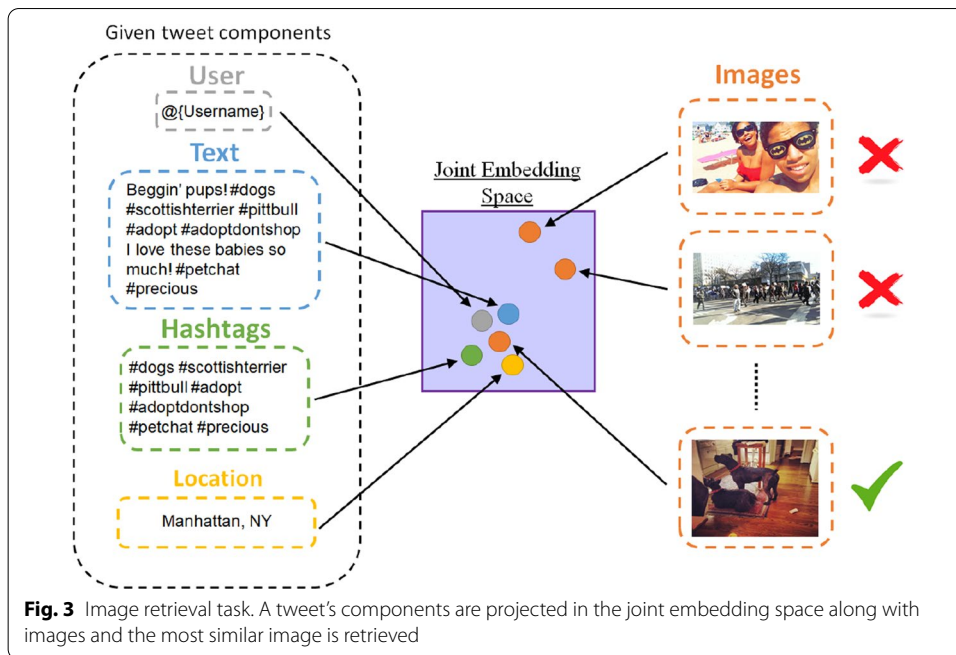 Given tweet components
User
@{Username}
Text
Beggin' pups! #dogs
#scottishterrier #pittbull
#adopt #adoptdontshop
I love these babies so
much! #petchat
#precious
Hashtags
#dogs #scottishterrier
#pittbull #adopt
#adoptdontshop
#petchat #precious
Location
Manhattan, NY
Joint Embedding
Space
Images
Fig. 3 Image retrieval task. A tweet's components are projected in the joint embedding space along with
images and the most similar image is retrieved